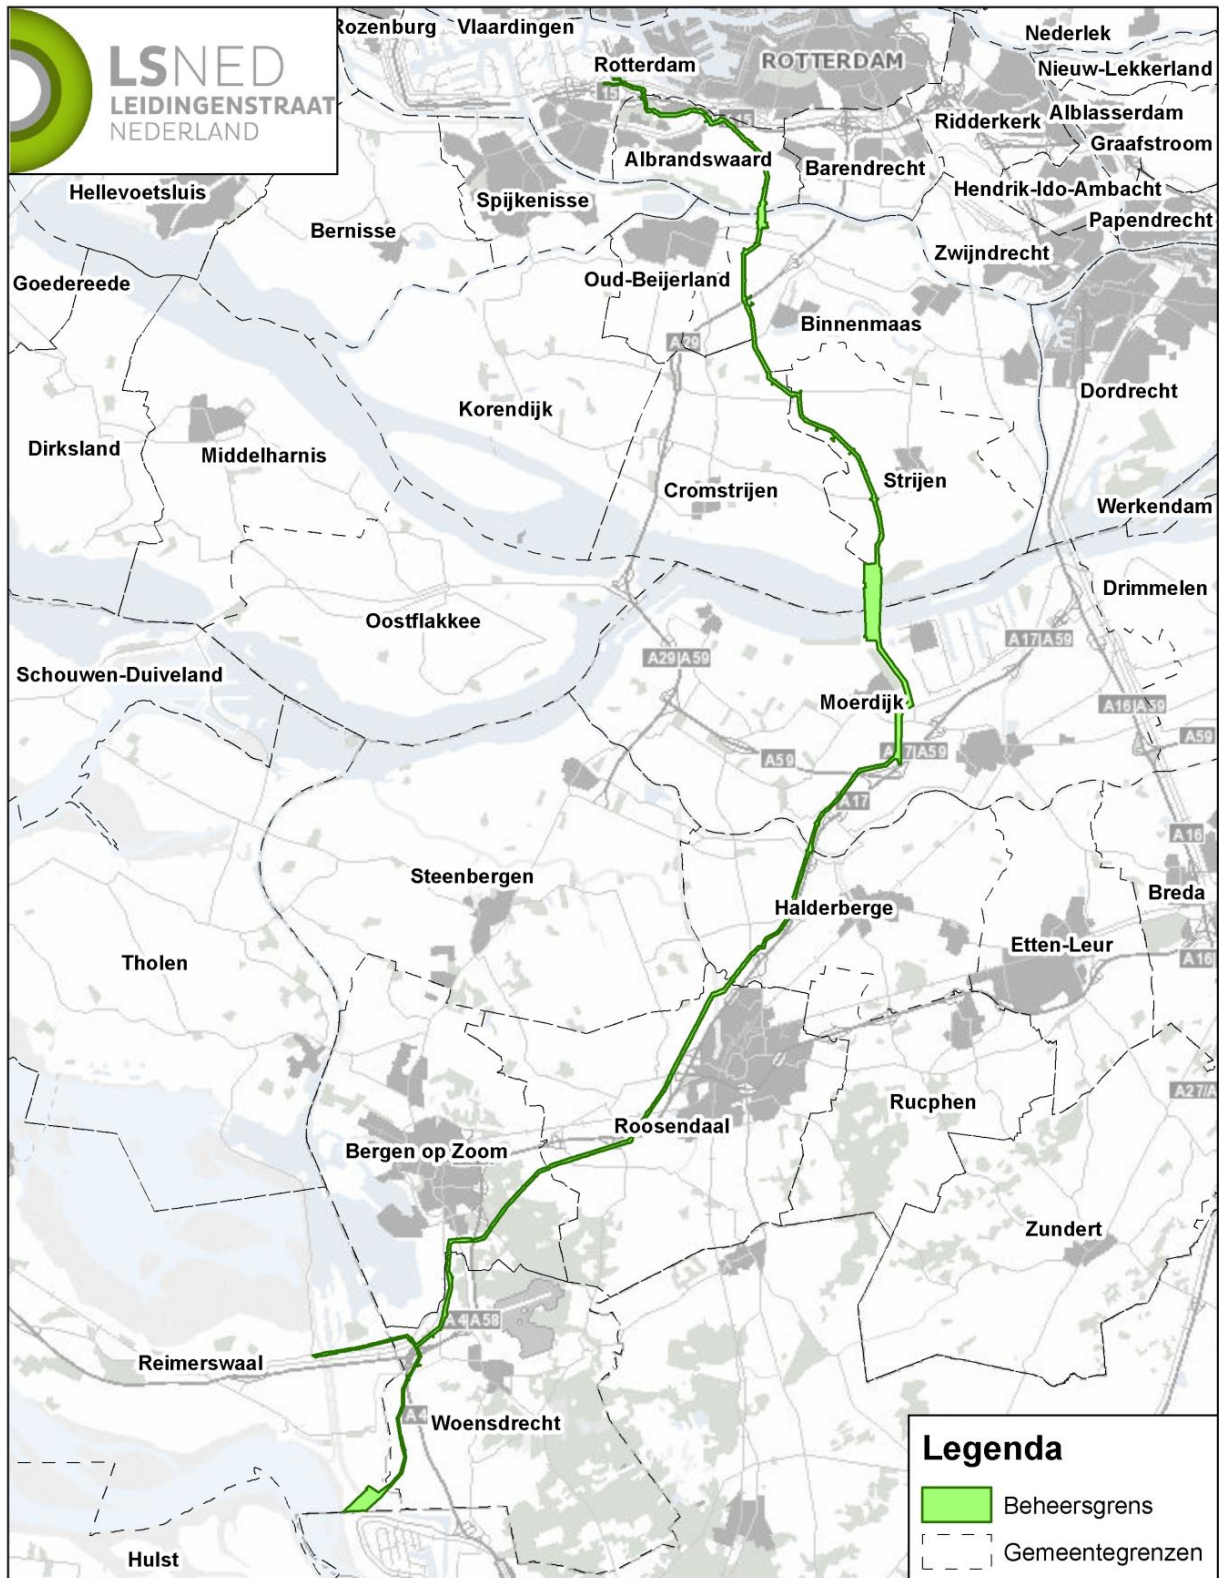 LSNED
LEIDINGENSTRAAT
NEDERLAND
Rozenburg
Vlaardingen
Rotterdam
ROTTERDAM
Nederlek
Nieuw-Lekkerland
Alblasserdam
Ridderkerk
Graafstroom
15
Albrandswaard
Barendrecht
Hendrik-Ido-Ambacht
Papendrecht
Hellevoetsluis
Spijkenisse
Bernisse
Zwijndrecht
Goedereede
Oud-Beijerland
Binnenmaas
A29
Dordrecht
Korendijk
Dirksland
Middelharnis
Cromstrijen
Strijen
Werkendam
Drimmelen
Oostflakkee
A17|A59
A29|A59
Schouwen-Duiveland
Moerdijk
A16|A59
A59
A59
A17
A16
Steenbergen
Halderberge
Breda
Etten-Leur
Tholen
A16
Rucphen
Roosendaal
Bergen op Zoom
Zundert
A4|A58
Reimerswaal
A4
Woensdrecht
Hulst
Legenda
Beheersgrens
Gemeentegrenzen